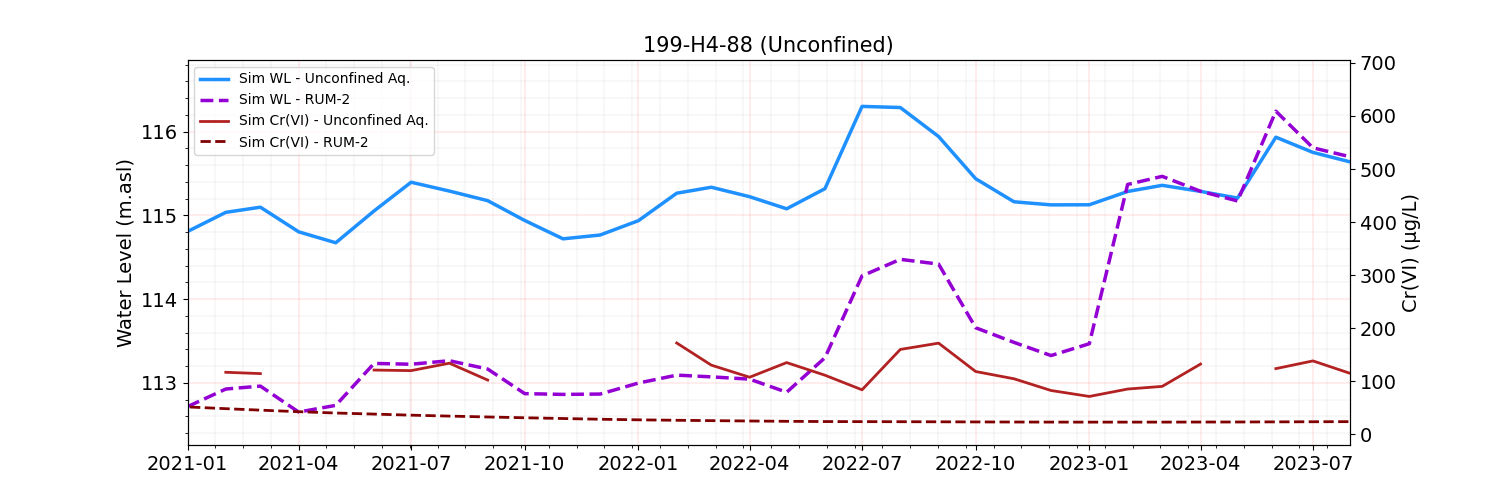 199-H4-88 (Unconfined)
Sim WL - Unconfined Aq.
Sim WL - RUM-2
Sim Cr(VI) - Unconfined Aq.
Sim Cr(VI) - RUM-2
Water Level (m.asl)
116
115
114
113
700
600
500
400
300
200
100
0
Cr(VI) (μg/L)
2021-01 2021-04 2021-07 2021-10 2022-01 2022-04 2022-07 2022-10 2023-01 2023-04 2023-07